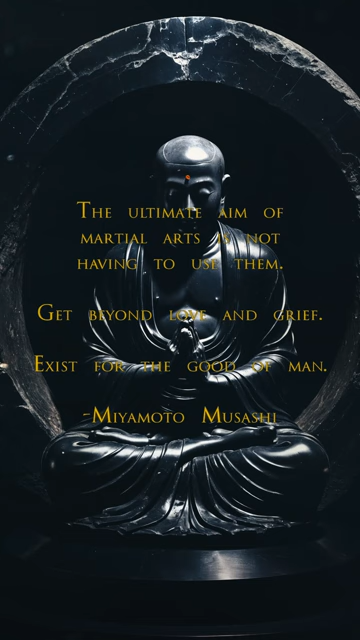 The ultimate aim of
martial arts is not
having to use them.
Get beyond love and grief.
Exist for the good of man.
-Miyamoto Musashi